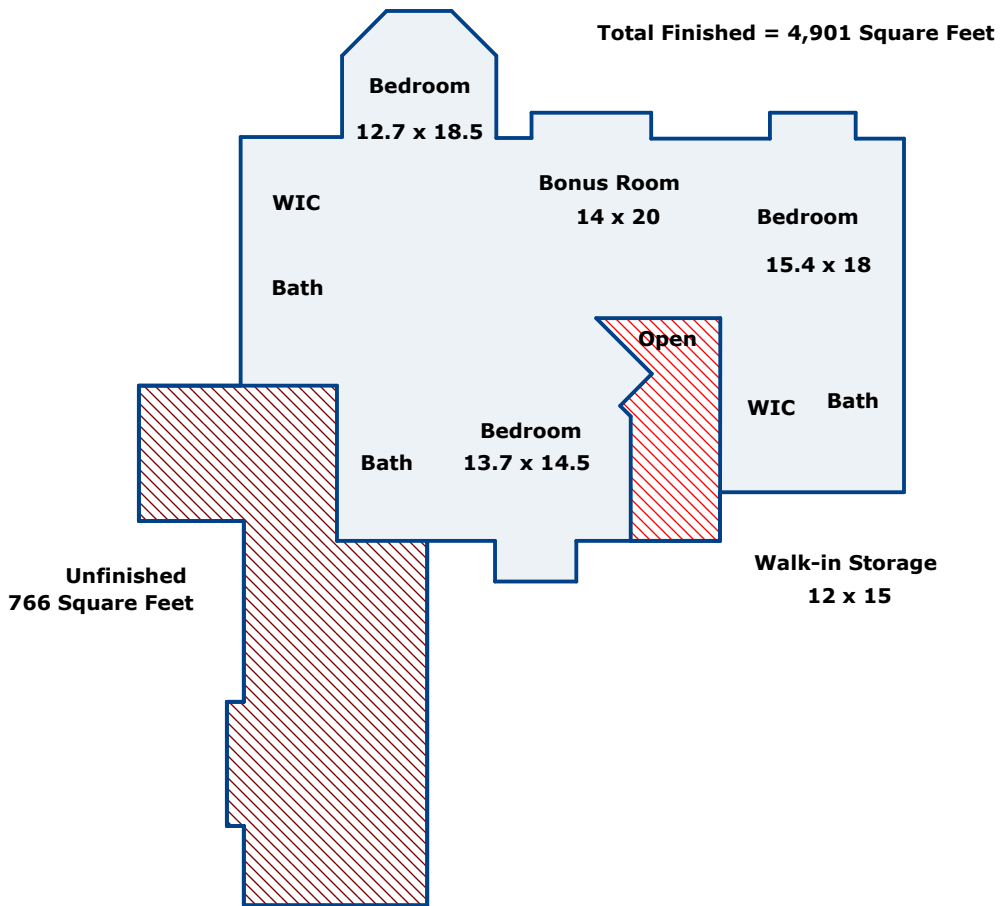 Total Finished = 4,901 Square Feet
Bedroom
12.7 x 18.5
WIC
Bonus Room
14 x 20
Bedroom
15.4 x 18
Bath
Open
WIC
Bath
Bedroom
13.7 x 14.5
Bath
Unfinished
766 Square Feet
Walk-in Storage
12 x 15